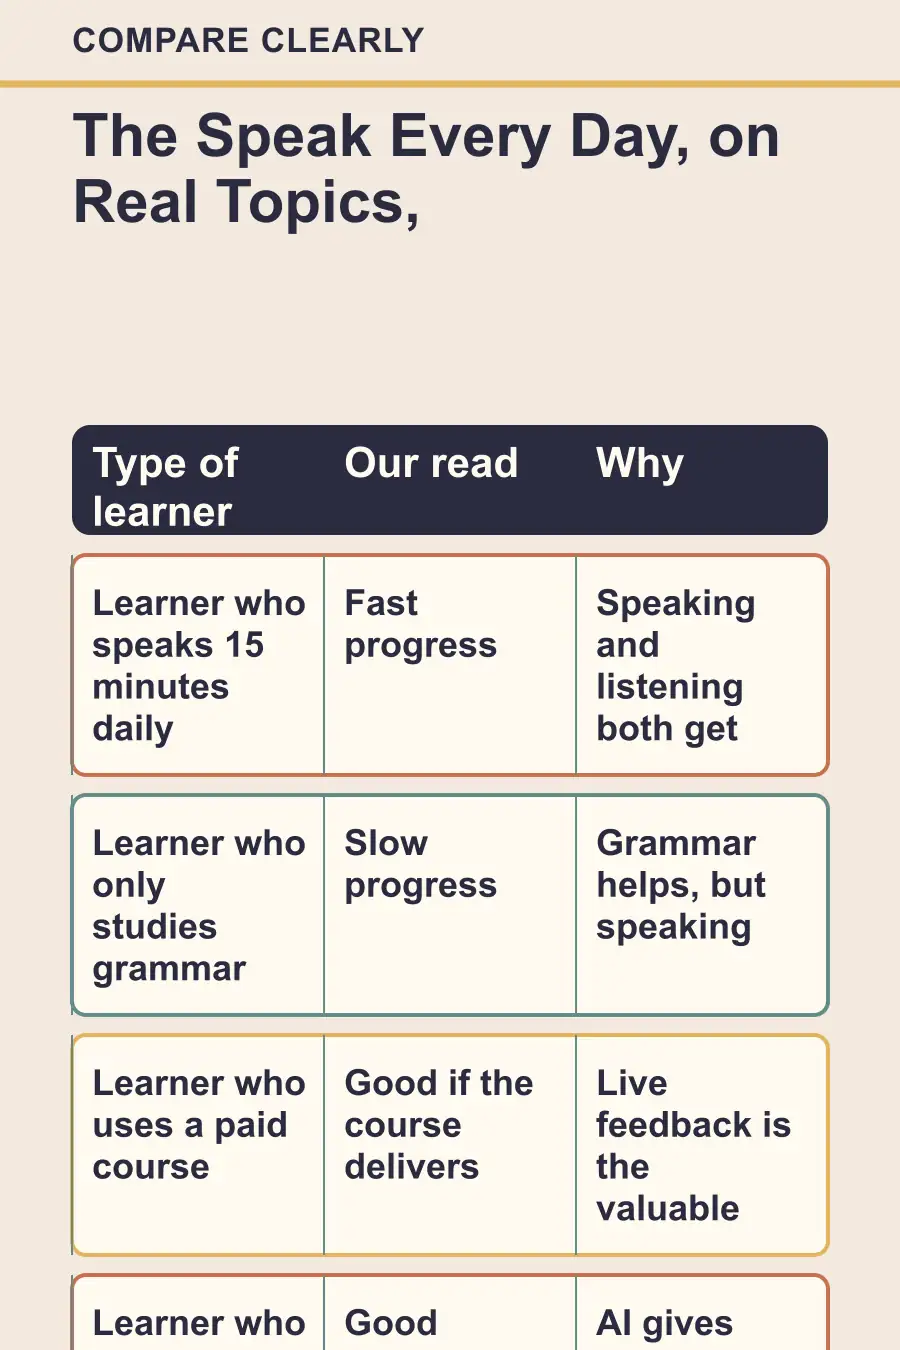 COMPARE CLEARLY
The Speak Every Day, on
Real Topics,
Type of
learner
Our read
Why
Learner who
speaks 15
minutes
daily
Fast
progress
Speaking
and
listening
both get
Learner who
only
studies
grammar
Slow
progress
Grammar
helps, but
speaking
Learner who
uses a paid
course
Good if the
course
delivers
Live
feedback is
the
valuable
Learner who
Good
AI gives